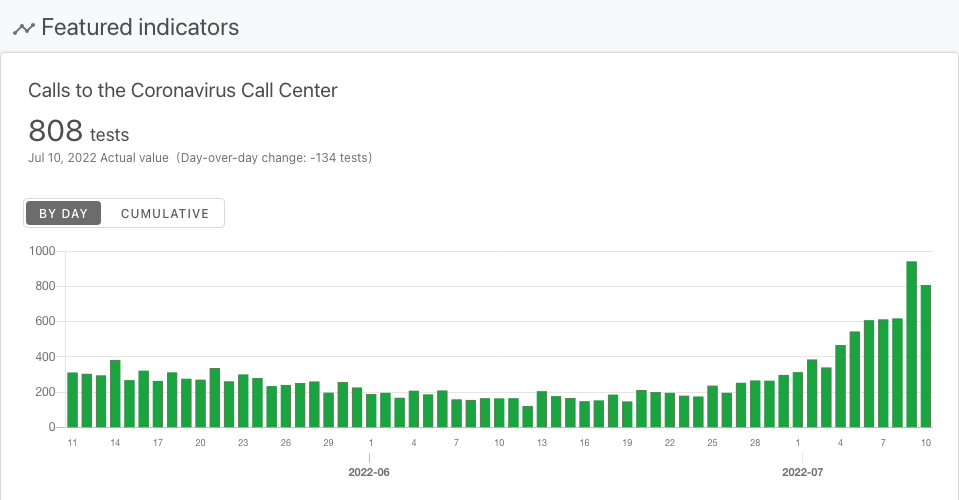 Featured indicators
Calls to the Coronavirus Call Center
808 tests
Jul 10, 2022 Actual value (Day-over-day change: -134 tests)
BY DAY CUMULATIVE
1000
800
600
400
200
0
11 14 17 20 23 26 29 1 4 7 10 13 16 19 22 25 28 1 4 7 10
2022-06 2022-07